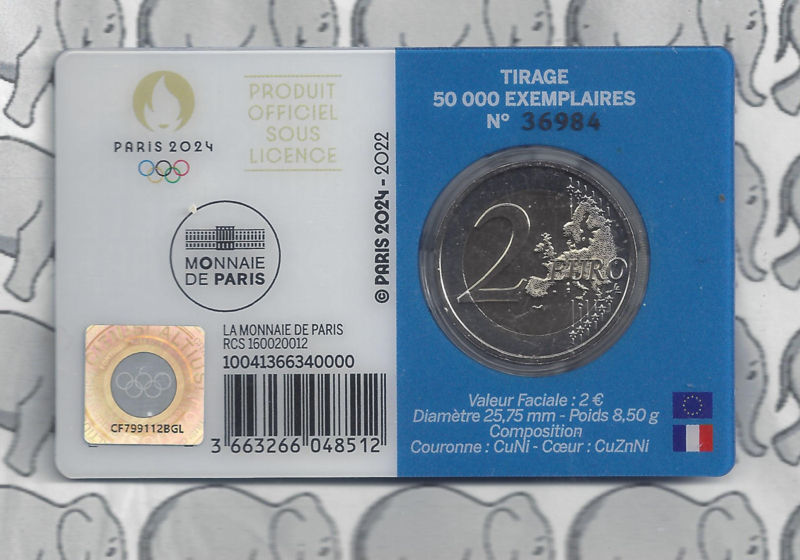 PARIS 2024
PRODUIT
OFFICIEL
SOUS
LICENCE
MONNAIE
DE PARIS
© PARIS 2024 - 2022
LA MONNAIE DE PARIS
RCS 160020012
10041366340000
CF799112BGL
3 663266 048512
TIRAGE
50 000 EXEMPLAIRES
N° 36984
2 EURO
Valeur Faciale : 2 €
Diamètre 25,75 mm - Poids 8,50 g
Composition
Couronne : CuNi - Cœur : CuZnNi